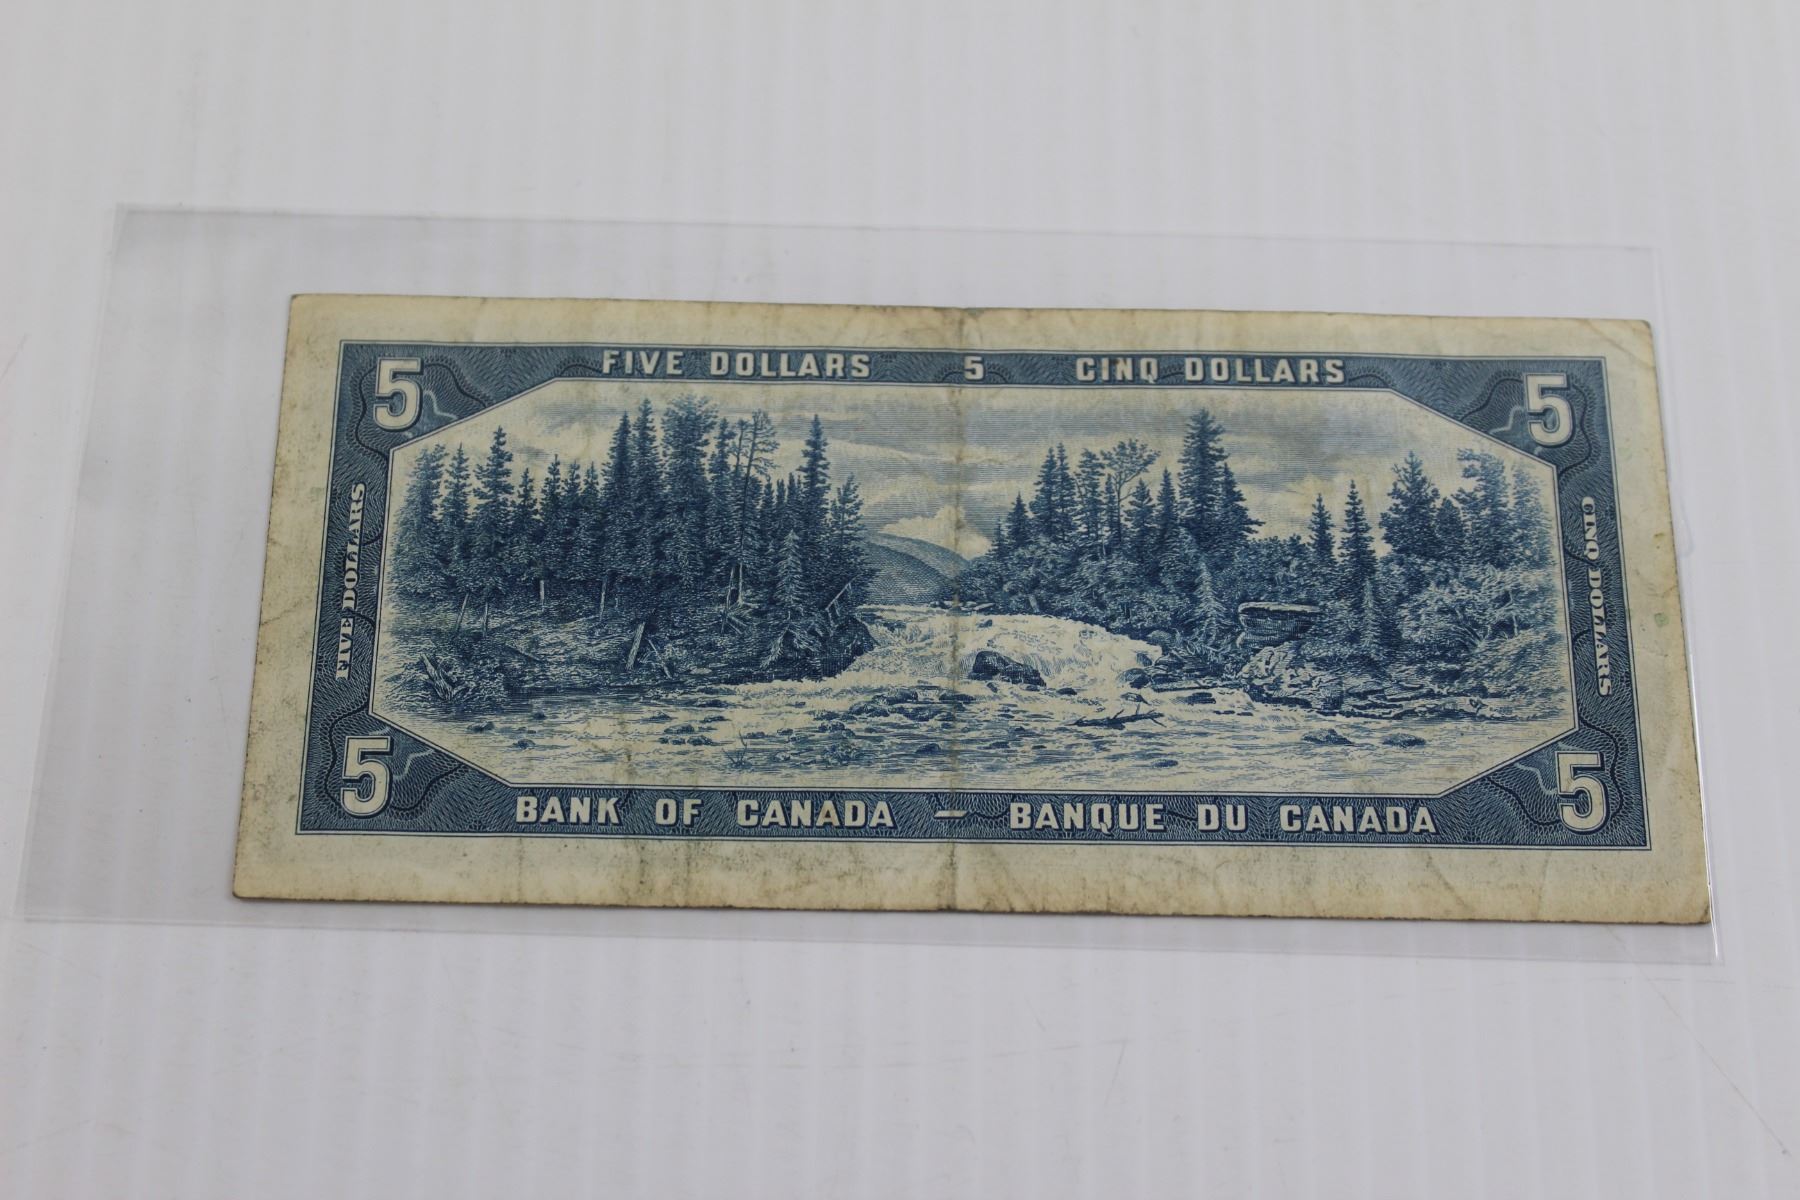 FIVE DOLLARS 5 CINQ DOLLARS
5 5
FIVE DOLLARS
CINQ DOLLARS
5 5
BANK OF CANADA — BANQUE DU CANADA